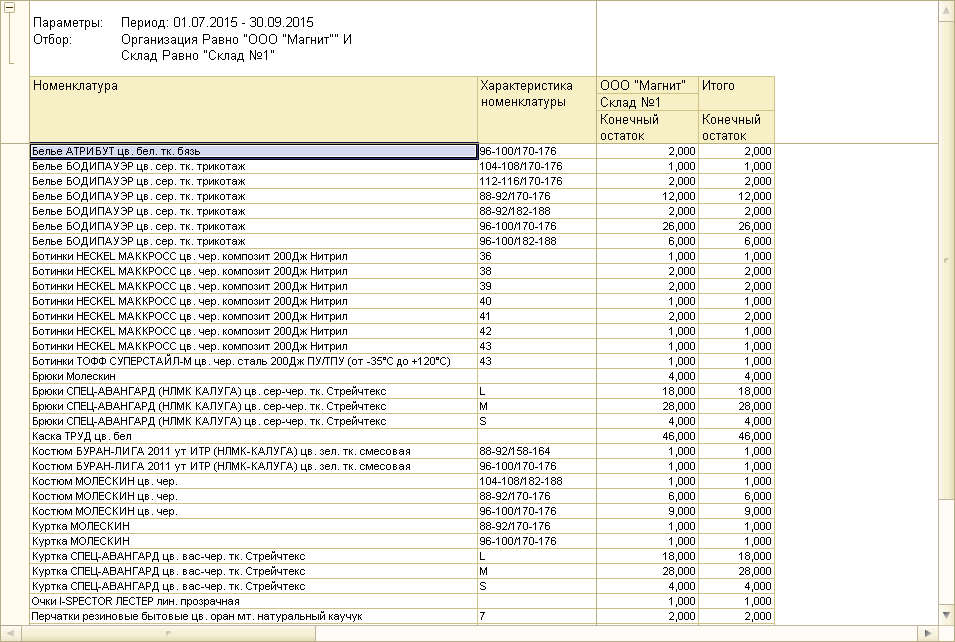 Параметры: Период: 01.07.2015 - 30.09.2015
Отбор: Организация Равно "ООО "Магнит"" И
Склад Равно "Склад №1"
Номенклатура Характеристика номенклатуры ООО "Магнит" Итого
Склад №1
Конечный остаток Конечный остаток
Белье АТРИБУТ цв. бел. тк. бязь 96-100/170-176 2,000 2,000
Белье БОДИПАУЭР цв. сер. тк. трикотаж 104-108/170-176 1,000 1,000
Белье БОДИПАУЭР цв. сер. тк. трикотаж 112-116/170-176 2,000 2,000
Белье БОДИПАУЭР цв. сер. тк. трикотаж 88-92/170-176 12,000 12,000
Белье БОДИПАУЭР цв. сер. тк. трикотаж 88-92/182-188 2,000 2,000
Белье БОДИПАУЭР цв. сер. тк. трикотаж 96-100/170-176 26,000 26,000
Белье БОДИПАУЭР цв. сер. тк. трикотаж 96-100/182-188 6,000 6,000
Ботинки HECKEL МАККРОСС цв. чер. композит 200Дж Нитрил 36 1,000 1,000
Ботинки HECKEL МАККРОСС цв. чер. композит 200Дж Нитрил 38 2,000 2,000
Ботинки HECKEL МАККРОСС цв. чер. композит 200Дж Нитрил 39 2,000 2,000
Ботинки HECKEL МАККРОСС цв. чер. композит 200Дж Нитрил 40 1,000 1,000
Ботинки HECKEL МАККРОСС цв. чер. композит 200Дж Нитрил 41 2,000 2,000
Ботинки HECKEL МАККРОСС цв. чер. композит 200Дж Нитрил 42 1,000 1,000
Ботинки HECKEL МАККРОСС цв. чер. композит 200Дж Нитрил 43 1,000 1,000
Ботинки ТОФФ СУПЕРСТАЙЛ-М цв. чер. сталь 200Дж ПУ/ТПУ (от -35°C до +120°C) 43 1,000 1,000
Брюки Молескин 4,000 4,000
Брюки СПЕЦ-АВАНГАРД (НЛМК КАЛУГА) цв. сер-чер. тк. Стрейчтекс L 18,000 18,000
Брюки СПЕЦ-АВАНГАРД (НЛМК КАЛУГА) цв. сер-чер. тк. Стрейчтекс M 28,000 28,000
Брюки СПЕЦ-АВАНГАРД (НЛМК КАЛУГА) цв. сер-чер. тк. Стрейчтекс S 4,000 4,000
Каска ТРУД цв. бел 46,000 46,000
Костюм БУРАН-ЛИГА 2011 ут ИТР (НЛМК-КАЛУГА) цв. зел. тк. смесовая 88-92/158-164 1,000 1,000
Костюм БУРАН-ЛИГА 2011 ут ИТР (НЛМК-КАЛУГА) цв. зел. тк. смесовая 96-100/170-176 1,000 1,000
Костюм МОЛЕСКИН цв. чер. 104-108/182-188 1,000 1,000
Костюм МОЛЕСКИН цв. чер. 88-92/170-176 6,000 6,000
Костюм МОЛЕСКИН цв. чер. 96-100/170-176 9,000 9,000
Куртка МОЛЕСКИН 88-92/170-176 1,000 1,000
Куртка МОЛЕСКИН 96-100/170-176 1,000 1,000
Куртка СПЕЦ-АВАНГАРД цв. вас-чер. тк. Стрейчтекс L 18,000 18,000
Куртка СПЕЦ-АВАНГАРД цв. вас-чер. тк. Стрейчтекс M 28,000 28,000
Куртка СПЕЦ-АВАНГАРД цв. вас-чер. тк. Стрейчтекс S 4,000 4,000
Очки I-SPECTOR ЛЕСТЕР лин. прозрачная 1,000 1,000
Перчатки резиновые бытовые цв. оран мт. натуральный каучук 7 2,000 2,000